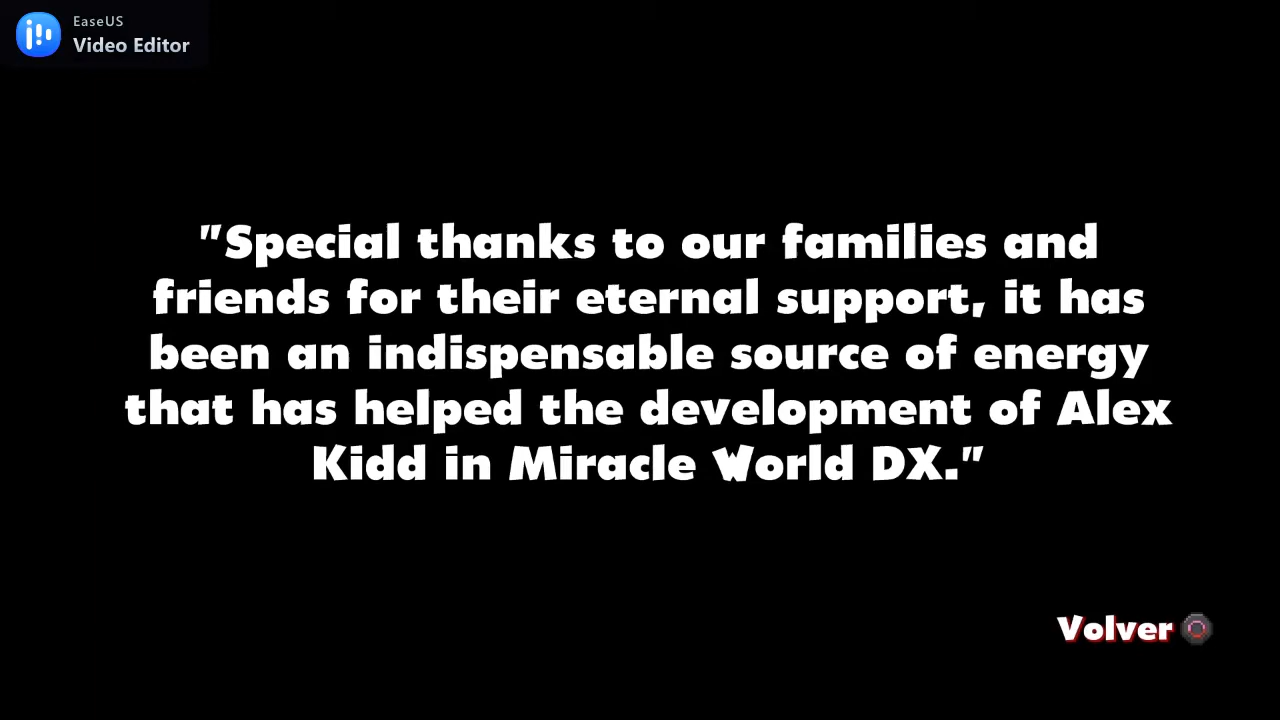 EaseUS
Video Editor
"Special thanks to our families and
friends for their eternal support, it has
been an indispensable source of energy
that has helped the development of Alex
Kidd in Miracle World DX."
Volver